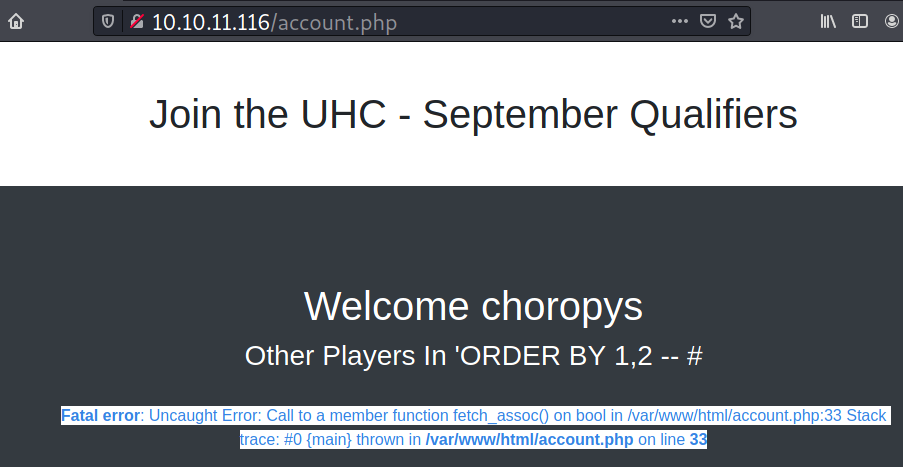 10.10.11.116/account.php
Join the UHC - September Qualifiers
Welcome choropys
Other Players In 'ORDER BY 1,2 -- #
Fatal error: Uncaught Error: Call to a member function fetch_assoc() on bool in /var/www/html/account.php:33 Stack
trace: #0 {main} thrown in /var/www/html/account.php on line 33